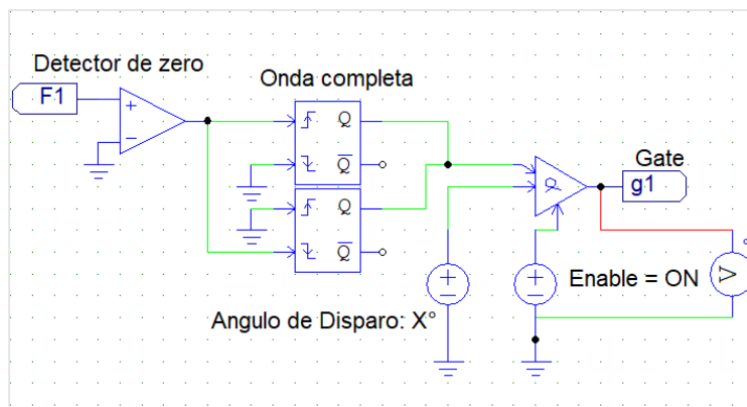 Detector de zero
Onda completa
F1
+
−
Q
Q
Q
Q
Gate
g1
α
+
−
+
−
Enable = ON
V
Angulo de Disparo: X°